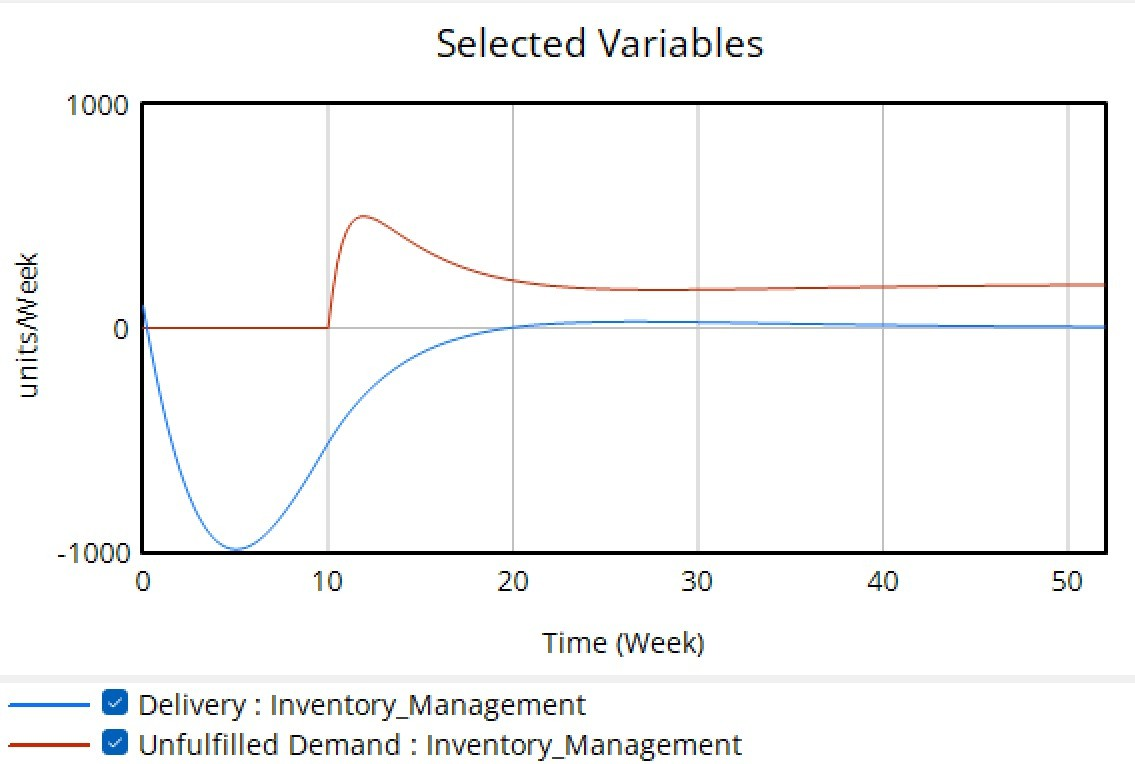 Selected Variables
1000
units/Week
0
-1000
0 10 20 30 40 50
Time (Week)
Delivery : Inventory_Management
Unfulfilled Demand : Inventory_Management